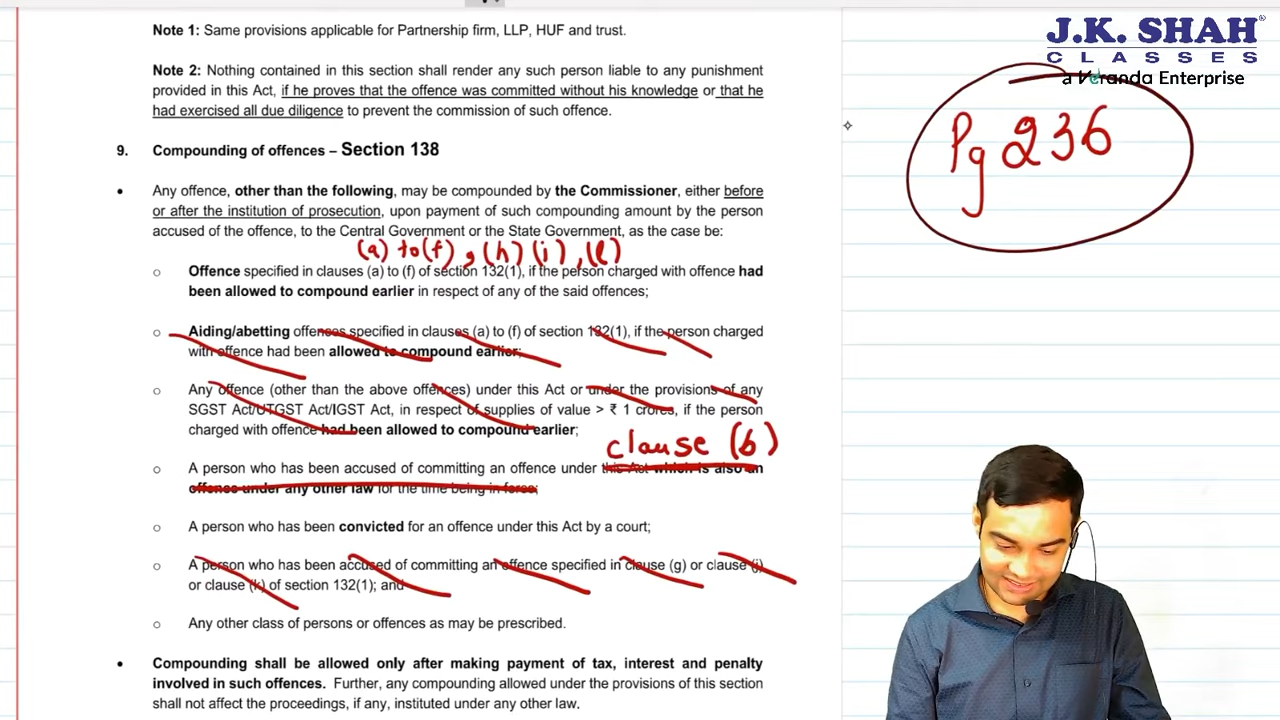 Note 1: Same provisions applicable for Partnership firm, LLP, HUF and trust.
J.K. SHAH®
CLASSES
a Veranda Enterprise
Note 2: Nothing contained in this section shall render any such person liable to any punishment
provided in this Act, if he proves that the offence was committed without his knowledge or that he
had exercised all due diligence to prevent the commission of such offence.
Pg 236
9. Compounding of offences – Section 138
• Any offence, other than the following, may be compounded by the Commissioner, either before
or after the institution of prosecution, upon payment of such compounding amount by the person
accused of the offence, to the Central Government or the State Government, as the case be:
(a) to (f), (h) (i), (l)
o Offence specified in clauses (a) to (f) of section 132(1), if the person charged with offence had
been allowed to compound earlier in respect of any of the said offences;
o Aiding/abetting offences specified in clauses (a) to (f) of section 132(1), if the person charged
with offence had been allowed to compound earlier;
o Any offence (other than the above offences) under this Act or under the provisions of any
SGST Act/UTGST Act/IGST Act, in respect of supplies of value > ₹ 1 crores, if the person
charged with offence had been allowed to compound earlier;
clause (b)
o A person who has been accused of committing an offence under this Act which is also an
offence under any other law for the time being in force;
o A person who has been convicted for an offence under this Act by a court;
o A person who has been accused of committing an offence specified in clause (g) or clause (j)
or clause (k) of section 132(1); and
o Any other class of persons or offences as may be prescribed.
• Compounding shall be allowed only after making payment of tax, interest and penalty
involved in such offences. Further, any compounding allowed under the provisions of this section
shall not affect the proceedings, if any, instituted under any other law.